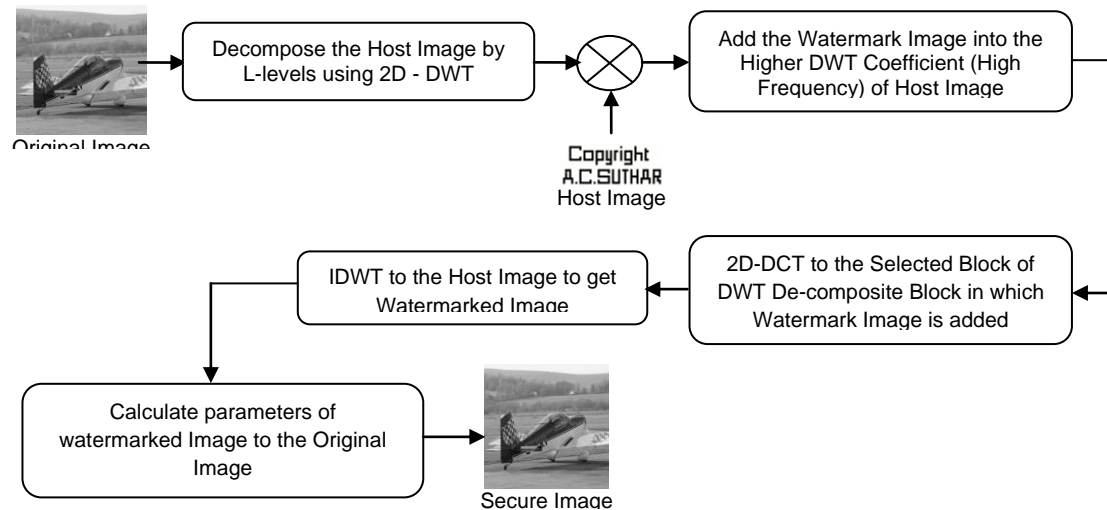 Decompose the Host Image by
L-levels using 2D - DWT
Add the Watermark Image into the
Higher DWT Coefficient (High
Frequency) of Host Image
Original Image
Copyright
A.C.SUTHAR
Host Image
IDWT to the Host Image to get
Watermarked Image
2D-DCT to the Selected Block of
DWT De-composite Block in which
Watermark Image is added
Calculate parameters of
watermarked Image to the Original
Image
Secure Image